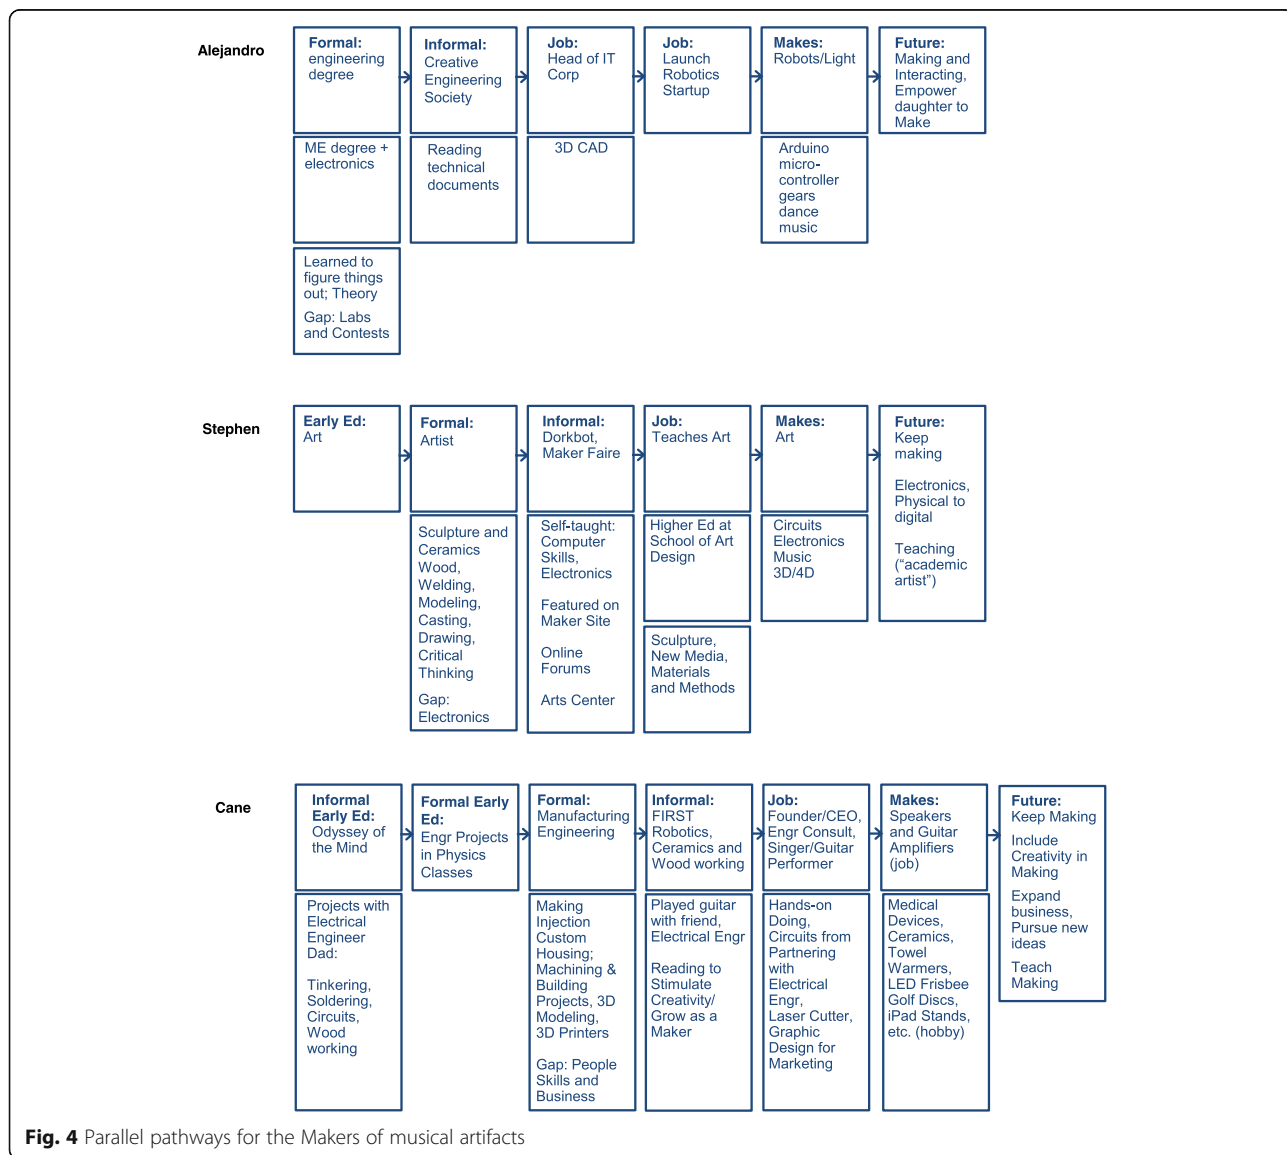 Alejandro
Formal:
engineering
degree
Informal:
Creative
Engineering
Society
Job:
Head of IT
Corp
Job:
Launch
Robotics
Startup
Makes:
Robots/Light
Future:
Making and
Interacting,
Empower
daughter to
Make
ME degree +
electronics
Reading
technical
documents
3D CAD
Arduino
micro-
controller
gears
dance
music
Learned to
figure things
out; Theory
Gap: Labs
and Contests
Stephen
Early Ed:
Art
Formal:
Artist
Informal:
Dorkbot,
Maker Faire
Job:
Teaches Art
Makes:
Art
Future:
Keep
making
Electronics,
Physical to
digital
Teaching
(“academic
artist”)
Sculpture and
Ceramics
Wood,
Welding,
Modeling,
Casting,
Drawing,
Critical
Thinking
Gap:
Electronics
Self-taught:
Computer
Skills,
Electronics
Featured on
Maker Site
Online
Forums
Arts Center
Higher Ed at
School of Art
Design
Sculpture,
New Media,
Materials
and Methods
Circuits
Electronics
Music
3D/4D
Cane
Informal
Early Ed:
Odyssey of
the Mind
Formal Early
Ed:
Engr Projects
in Physics
Classes
Formal:
Manufacturing
Engineering
Informal:
FIRST
Robotics,
Ceramics and
Wood working
Job:
Founder/CEO,
Engr Consult,
Singer/Guitar
Performer
Makes:
Speakers
and Guitar
Amplifiers
(job)
Future:
Keep Making
Include
Creativity in
Making
Expand
business,
Pursue new
ideas
Teach
Making
Projects with
Electrical
Engineer
Dad:
Tinkering,
Soldering,
Circuits,
Wood
working
Making
Injection
Custom
Housing;
Machining &
Building
Projects, 3D
Modeling,
3D Printers
Gap: People
Skills and
Business
Played guitar
with friend,
Electrical Engr
Reading to
Stimulate
Creativity/
Grow as a
Maker
Hands-on
Doing,
Circuits from
Partnering
with
Electrical
Engr,
Laser Cutter,
Graphic
Design for
Marketing
Medical
Devices,
Ceramics,
Towel
Warmers,
LED Frisbee
Golf Discs,
iPad Stands,
etc. (hobby)
Fig. 4 Parallel pathways for the Makers of musical artifacts